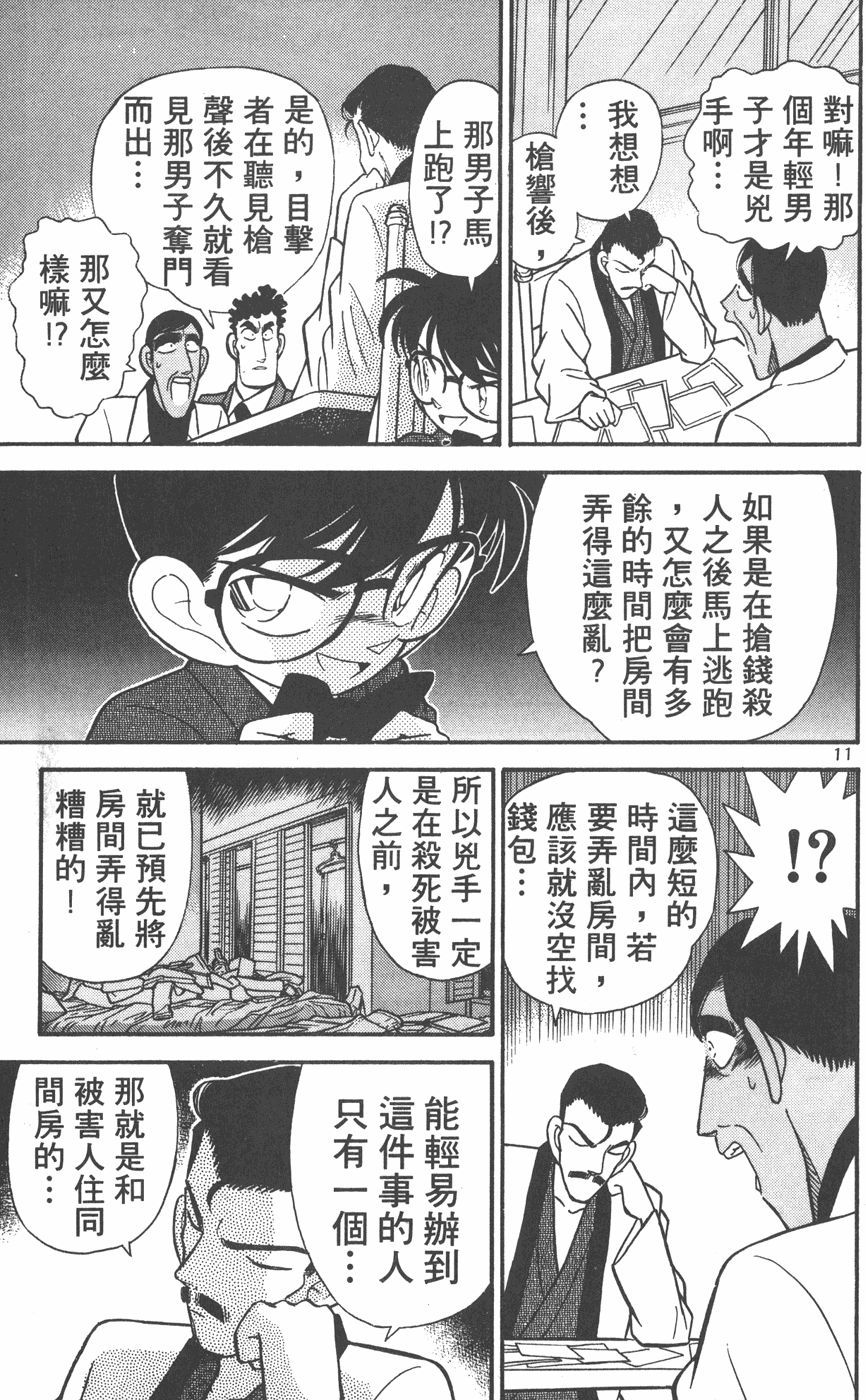 對嘛！那
個年輕男
子才是兇
手啊…
我想想
…
槍響後，
那男子馬
上跑了!?
是的，目擊
者在聽見槍
聲後不久就看
見那男子奪門
而出…
那又怎麼
樣嘛!?
如果是在搶錢殺
人之後馬上逃跑
，又怎麼會有多
餘的時間把房間
弄得這麼亂？
11
!?
這麼短的
時間內，若
要弄亂房間，
應該就沒空找
錢包…
所以兇手一定
是在殺死被害
人之前，
就已預先將
房間弄得亂
糟糟的！
能輕易辦到
這件事的人
只有一個…
那就是和
被害人住同
間房的…